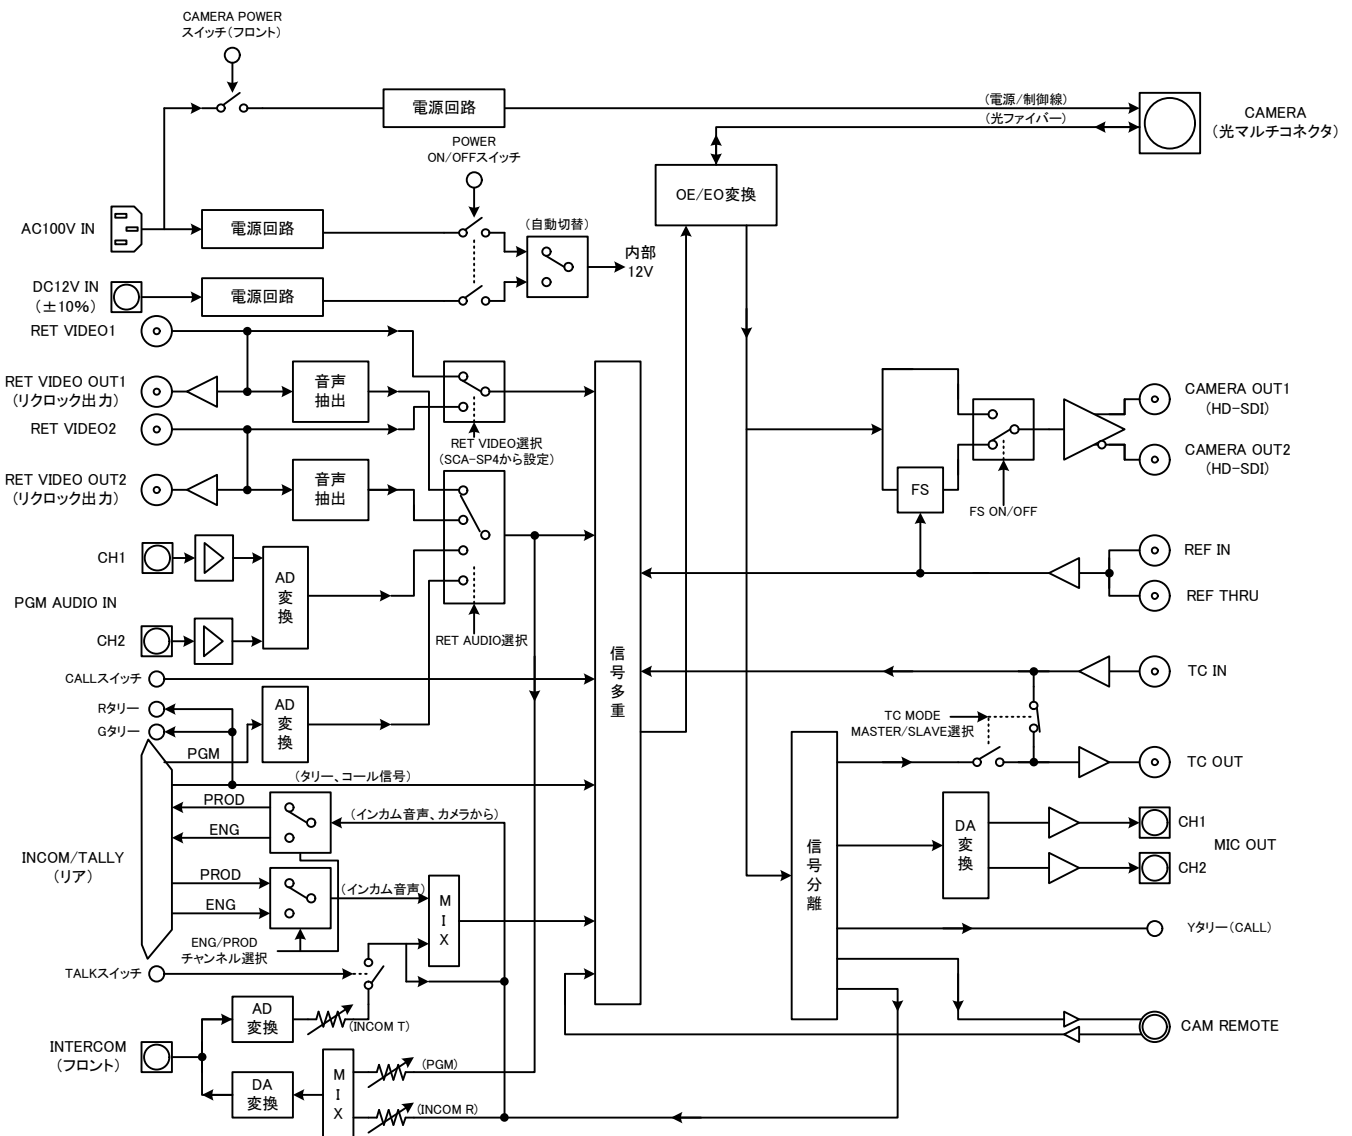 CAMERA POWER
スイッチ(フロント)
電源回路
(電源/制御線)
(光ファイバー)
CAMERA
(光マルチコネクタ)
POWER
ON/OFFスイッチ
OE/EO変換
AC100V IN
電源回路
(自動切替)
内部
12V
DC12V IN
(±10%)
電源回路
RET VIDEO1
RET VIDEO OUT1
(リクロック出力)
音声
抽出
RET VIDEO2
RET VIDEO選択
(SCA-SP4から設定)
RET VIDEO OUT2
(リクロック出力)
音声
抽出
CAMERA OUT1
(HD-SDI)
CAMERA OUT2
(HD-SDI)
FS
FS ON/OFF
CH1
PGM AUDIO IN
CH2
AD
変
換
RET AUDIO選択
REF IN
REF THRU
信
号
多
重
CALLスイッチ
Rタリー
Gタリー
AD
変
換
PGM
(タリー、コール信号)
TC IN
TC MODE
MASTER/SLAVE選択
TC OUT
PROD
ENG
(インカム音声、カメラから)
INCOM/TALLY
(リア)
PROD
ENG
(インカム音声)
M
I
X
ENG/PROD
チャンネル選択
信
号
分
離
DA
変
換
CH1
MIC OUT
CH2
Yタリー(CALL)
TALKスイッチ
AD
変換
(INCOM T)
INTERCOM
(フロント)
DA
変換
M
I
X
(PGM)
(INCOM R)
CAM REMOTE